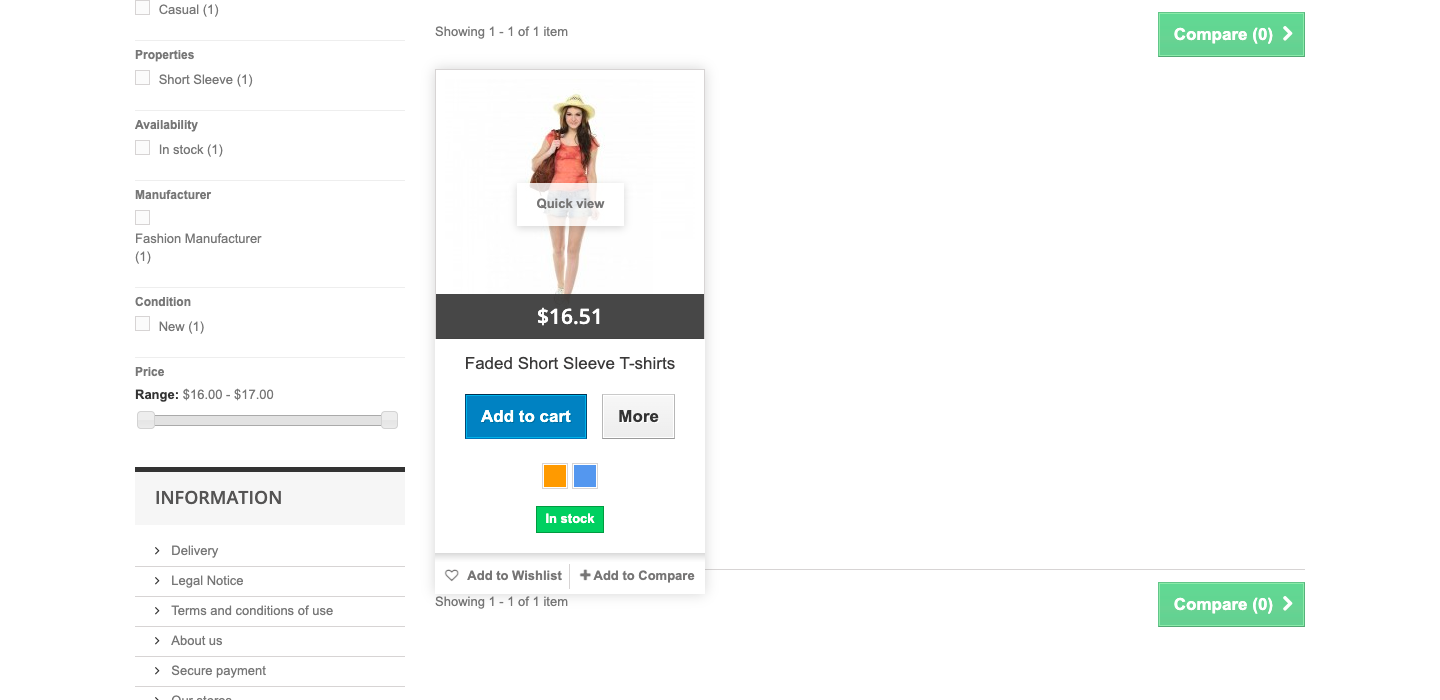 Casual (1)
Properties
Short Sleeve (1)
Availability
In stock (1)
Manufacturer
Fashion Manufacturer
(1)
Condition
New (1)
Price
Range: $16.00 - $17.00
INFORMATION
Delivery
Legal Notice
Terms and conditions of use
About us
Secure payment
Our stores
Showing 1 - 1 of 1 item
Compare (0)
Quick view
$16.51
Faded Short Sleeve T-shirts
Add to cart
More
In stock
Add to Wishlist
Add to Compare
Showing 1 - 1 of 1 item
Compare (0)